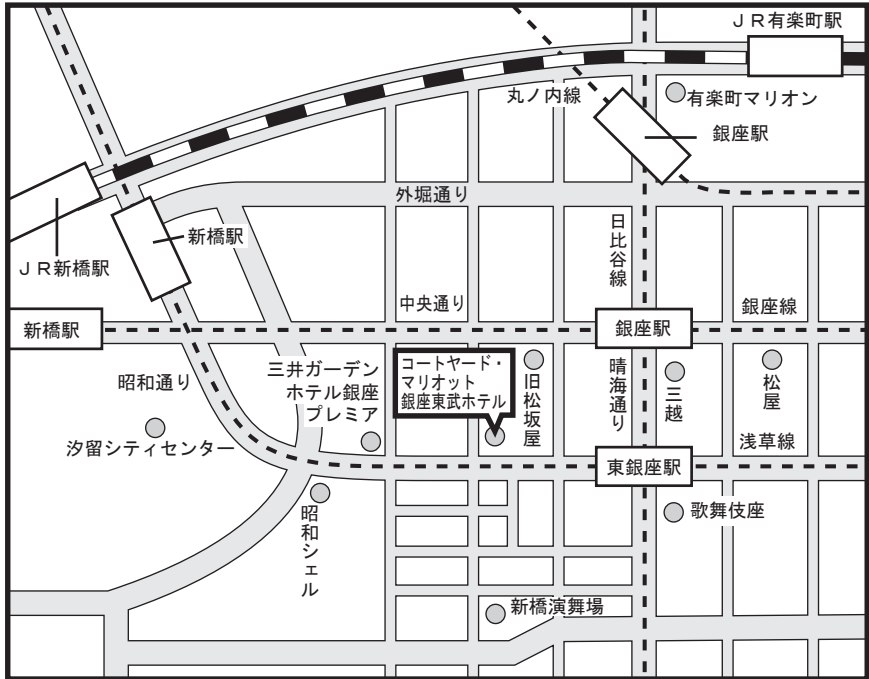 ＪＲ有楽町駅
丸ノ内線
有楽町マリオン
銀座駅
外堀通り
新橋駅
日比谷線
ＪＲ新橋駅
中央通り
銀座線
新橋駅
銀座駅
コートヤード・
マリオット
銀座東武ホテル
三井ガーデン
ホテル銀座
プレミア
昭和通り
旧松坂屋
晴海通り
三越
松屋
汐留シティセンター
浅草線
東銀座駅
昭和シェル
歌舞伎座
新橋演舞場